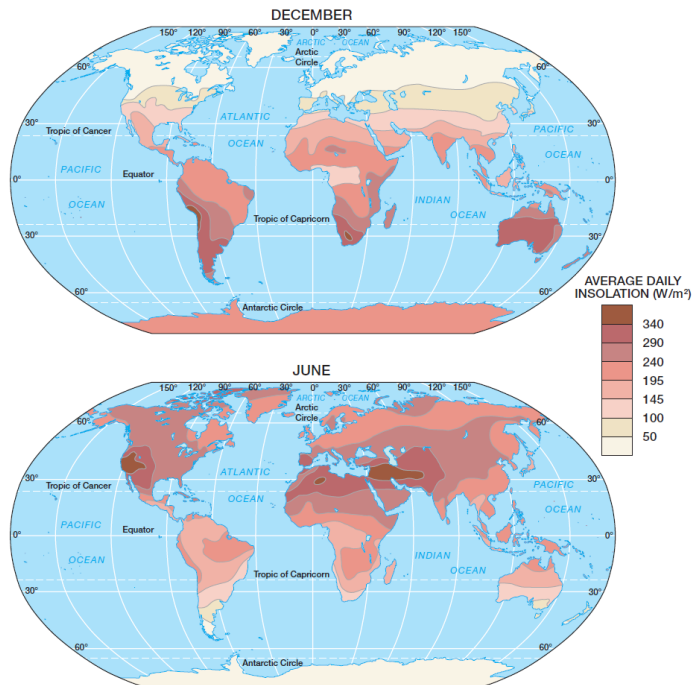 DECEMBER
150° 120° 90° 60° 30° 0° 30° 60° 90° 120° 150°
ARCTIC OCEAN
Arctic
Circle
60° 60°
ATLANTIC
OCEAN
30° 30°
Tropic of Cancer
PACIFIC
OCEAN
PACIFIC
OCEAN
Equator
0° 0°
INDIAN
OCEAN
Tropic of Capricorn
30° 30°
60° 60°
Antarctic Circle
AVERAGE DAILY
INSOLATION (W/m²)
340
290
240
195
145
100
50
JUNE
150° 120° 90° 60° 30° 0° 30° 60° 90° 120° 150°
ARCTIC OCEAN
Arctic
Circle
60° 60°
ATLANTIC
OCEAN
30° 30°
Tropic of Cancer
PACIFIC
OCEAN
PACIFIC
OCEAN
Equator
0° 0°
INDIAN
OCEAN
Tropic of Capricorn
30° 30°
60° 60°
Antarctic Circle